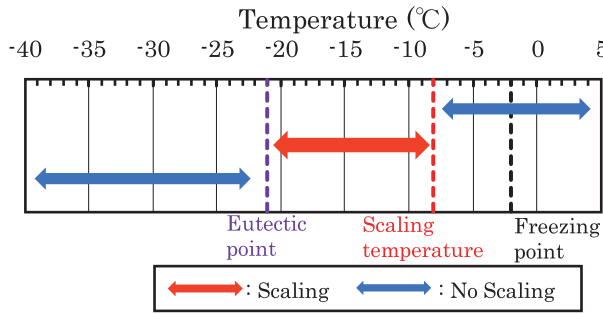 Temperature (℃)
-40 -35 -30 -25 -20 -15 -10 -5 0 5
Eutectic point
Scaling temperature
Freezing point
: Scaling : No Scaling